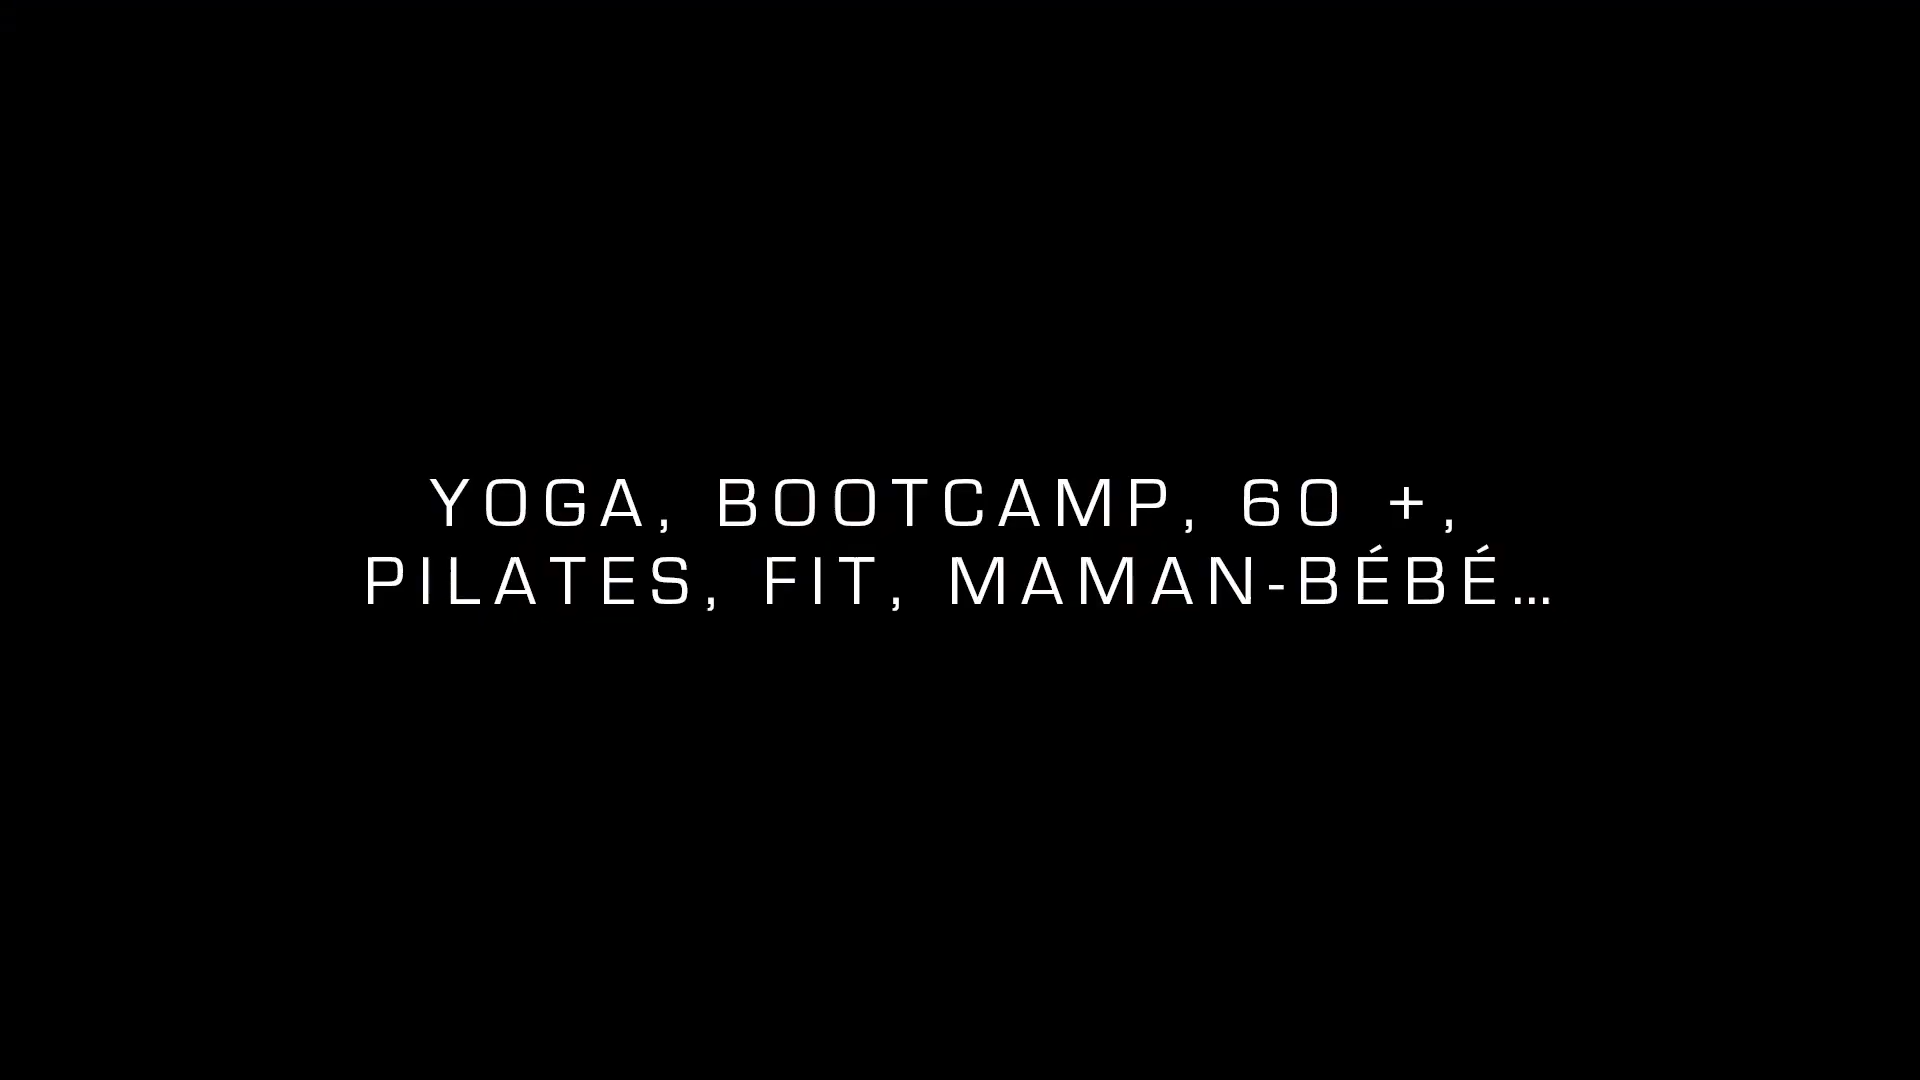 YOGA, BOOTCAMP, 60 +,
PILATES, FIT, MAMAN-BÉBÉ...